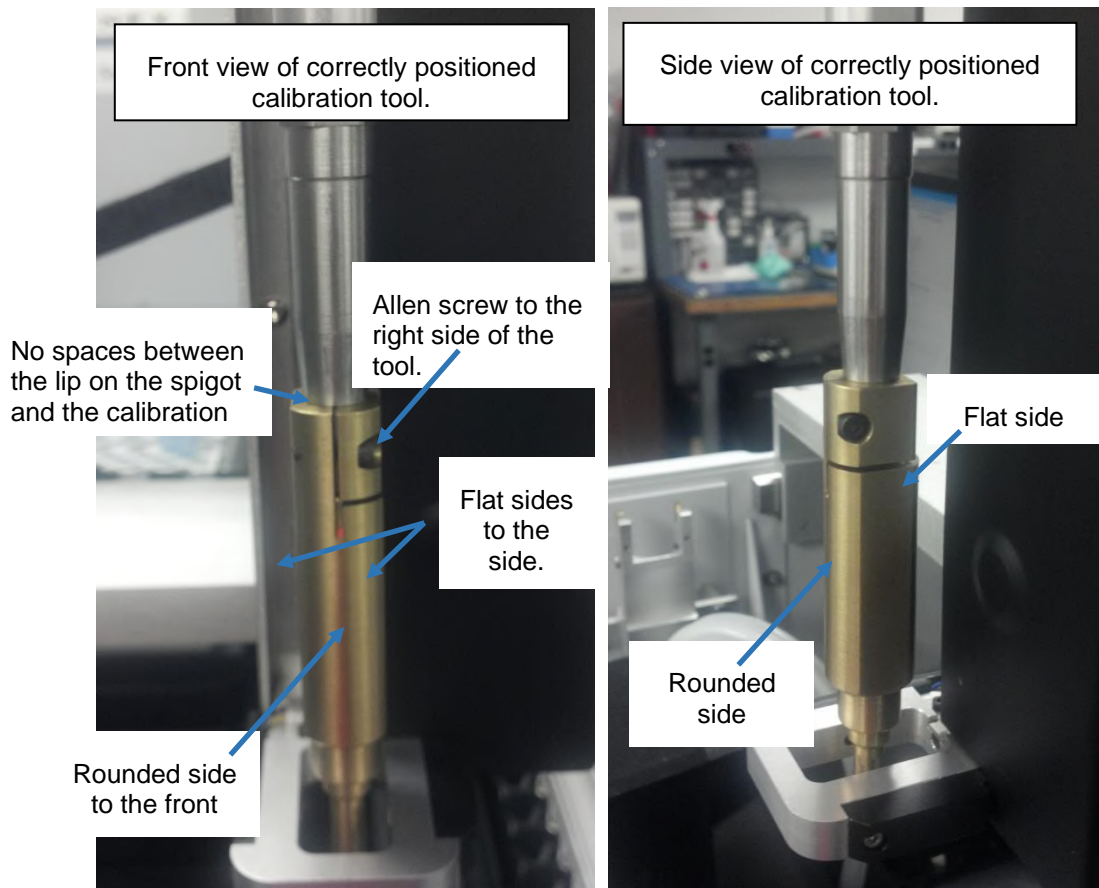 Front view of correctly positioned
calibration tool.
Side view of correctly positioned
calibration tool.
Allen screw to the
right side of the
tool.
No spaces between
the lip on the spigot
and the calibration
Flat side
Flat sides
to the
side.
Rounded
side
Rounded side
to the front